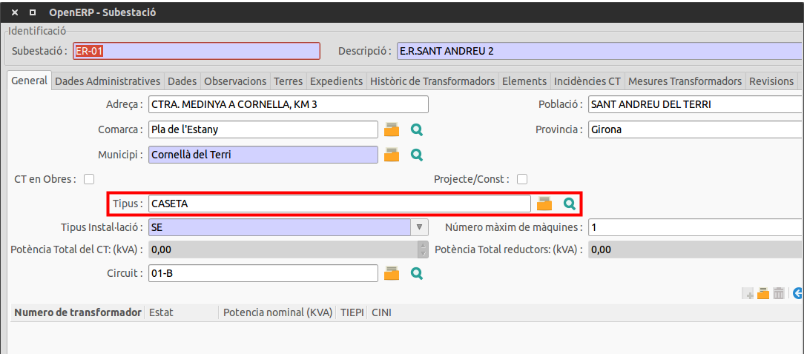 OpenERP - Subestació
Identificació
Subestació : ER-01 Descripció : E.R.SANT ANDREU 2
General Dades Administratives Dades Observacions Terres Expedients Històric de Transformadors Elements Incidències CT Mesures Transformadors Revisions
Adreça : CTRA. MEDINYA A CORNELLA, KM 3 Població : SANT ANDREU DEL TERRI
Comarca : Pla de l'Estany Provincia : Girona
Municipi : Cornellà del Terri
CT en Obres : Projecte/Const :
Tipus : CASETA
Tipus Instal·lació : SE Número màxim de màquines : 1
Potència Total del CT: (kVA) : 0,00 Potència Total reductors: (kVA) : 0,00
Circuit : 01-B
Numero de transformador Estat Potencia nominal (KVA) TIEPI CINI